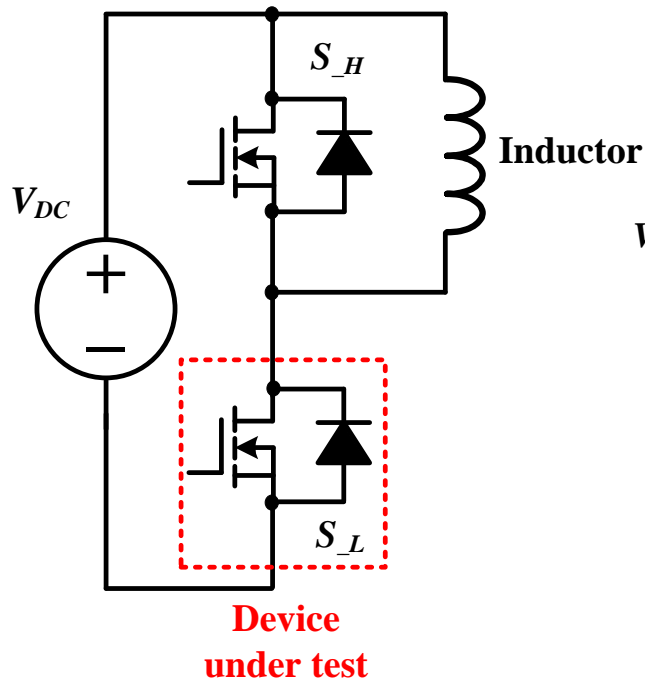 S_H
Inductor
V_DC
V
+
−
S_L
Device
under test